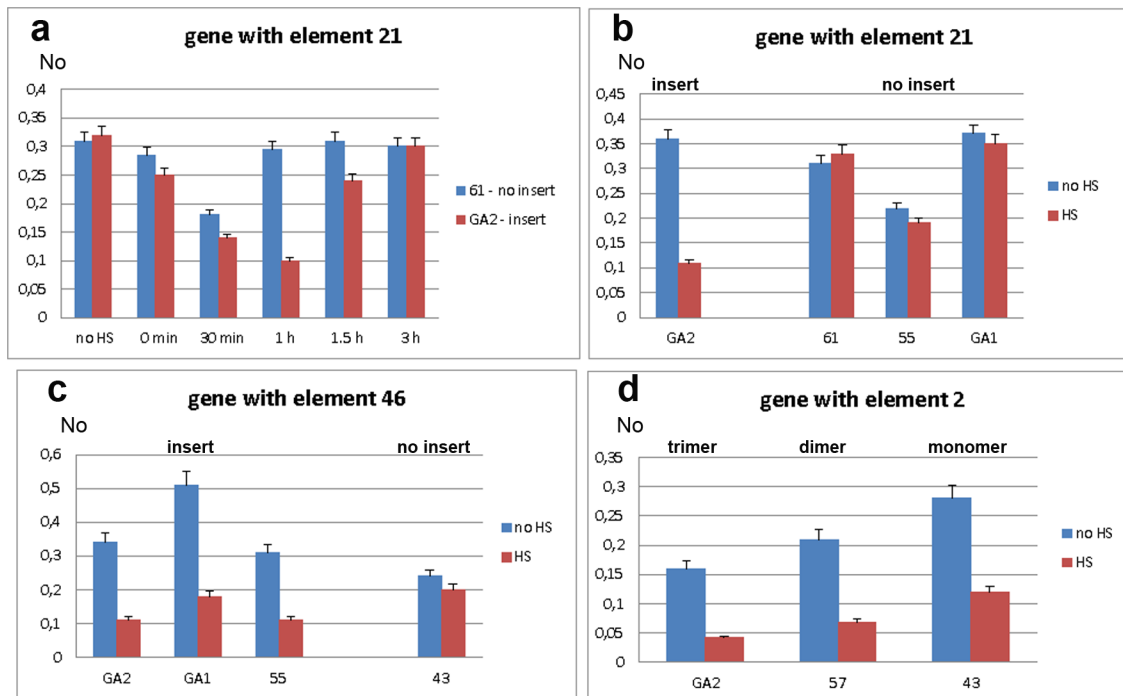 a
gene with element 21
No
0,4
0,35
0,3
0,25
0,2
0,15
0,1
0,05
0
no HS 0 min 30 min 1 h 1.5 h 3 h
61 - no insert
GA2 - insert
b
gene with element 21
No
insert no insert
0,45
0,4
0,35
0,3
0,25
0,2
0,15
0,1
0,05
0
GA2 61 55 GA1
no HS
HS
c
gene with element 46
No
insert no insert
0,6
0,5
0,4
0,3
0,2
0,1
0
GA2 GA1 55 43
no HS
HS
d
gene with element 2
No
trimer dimer monomer
0,35
0,3
0,25
0,2
0,15
0,1
0,05
0
GA2 57 43
no HS
HS